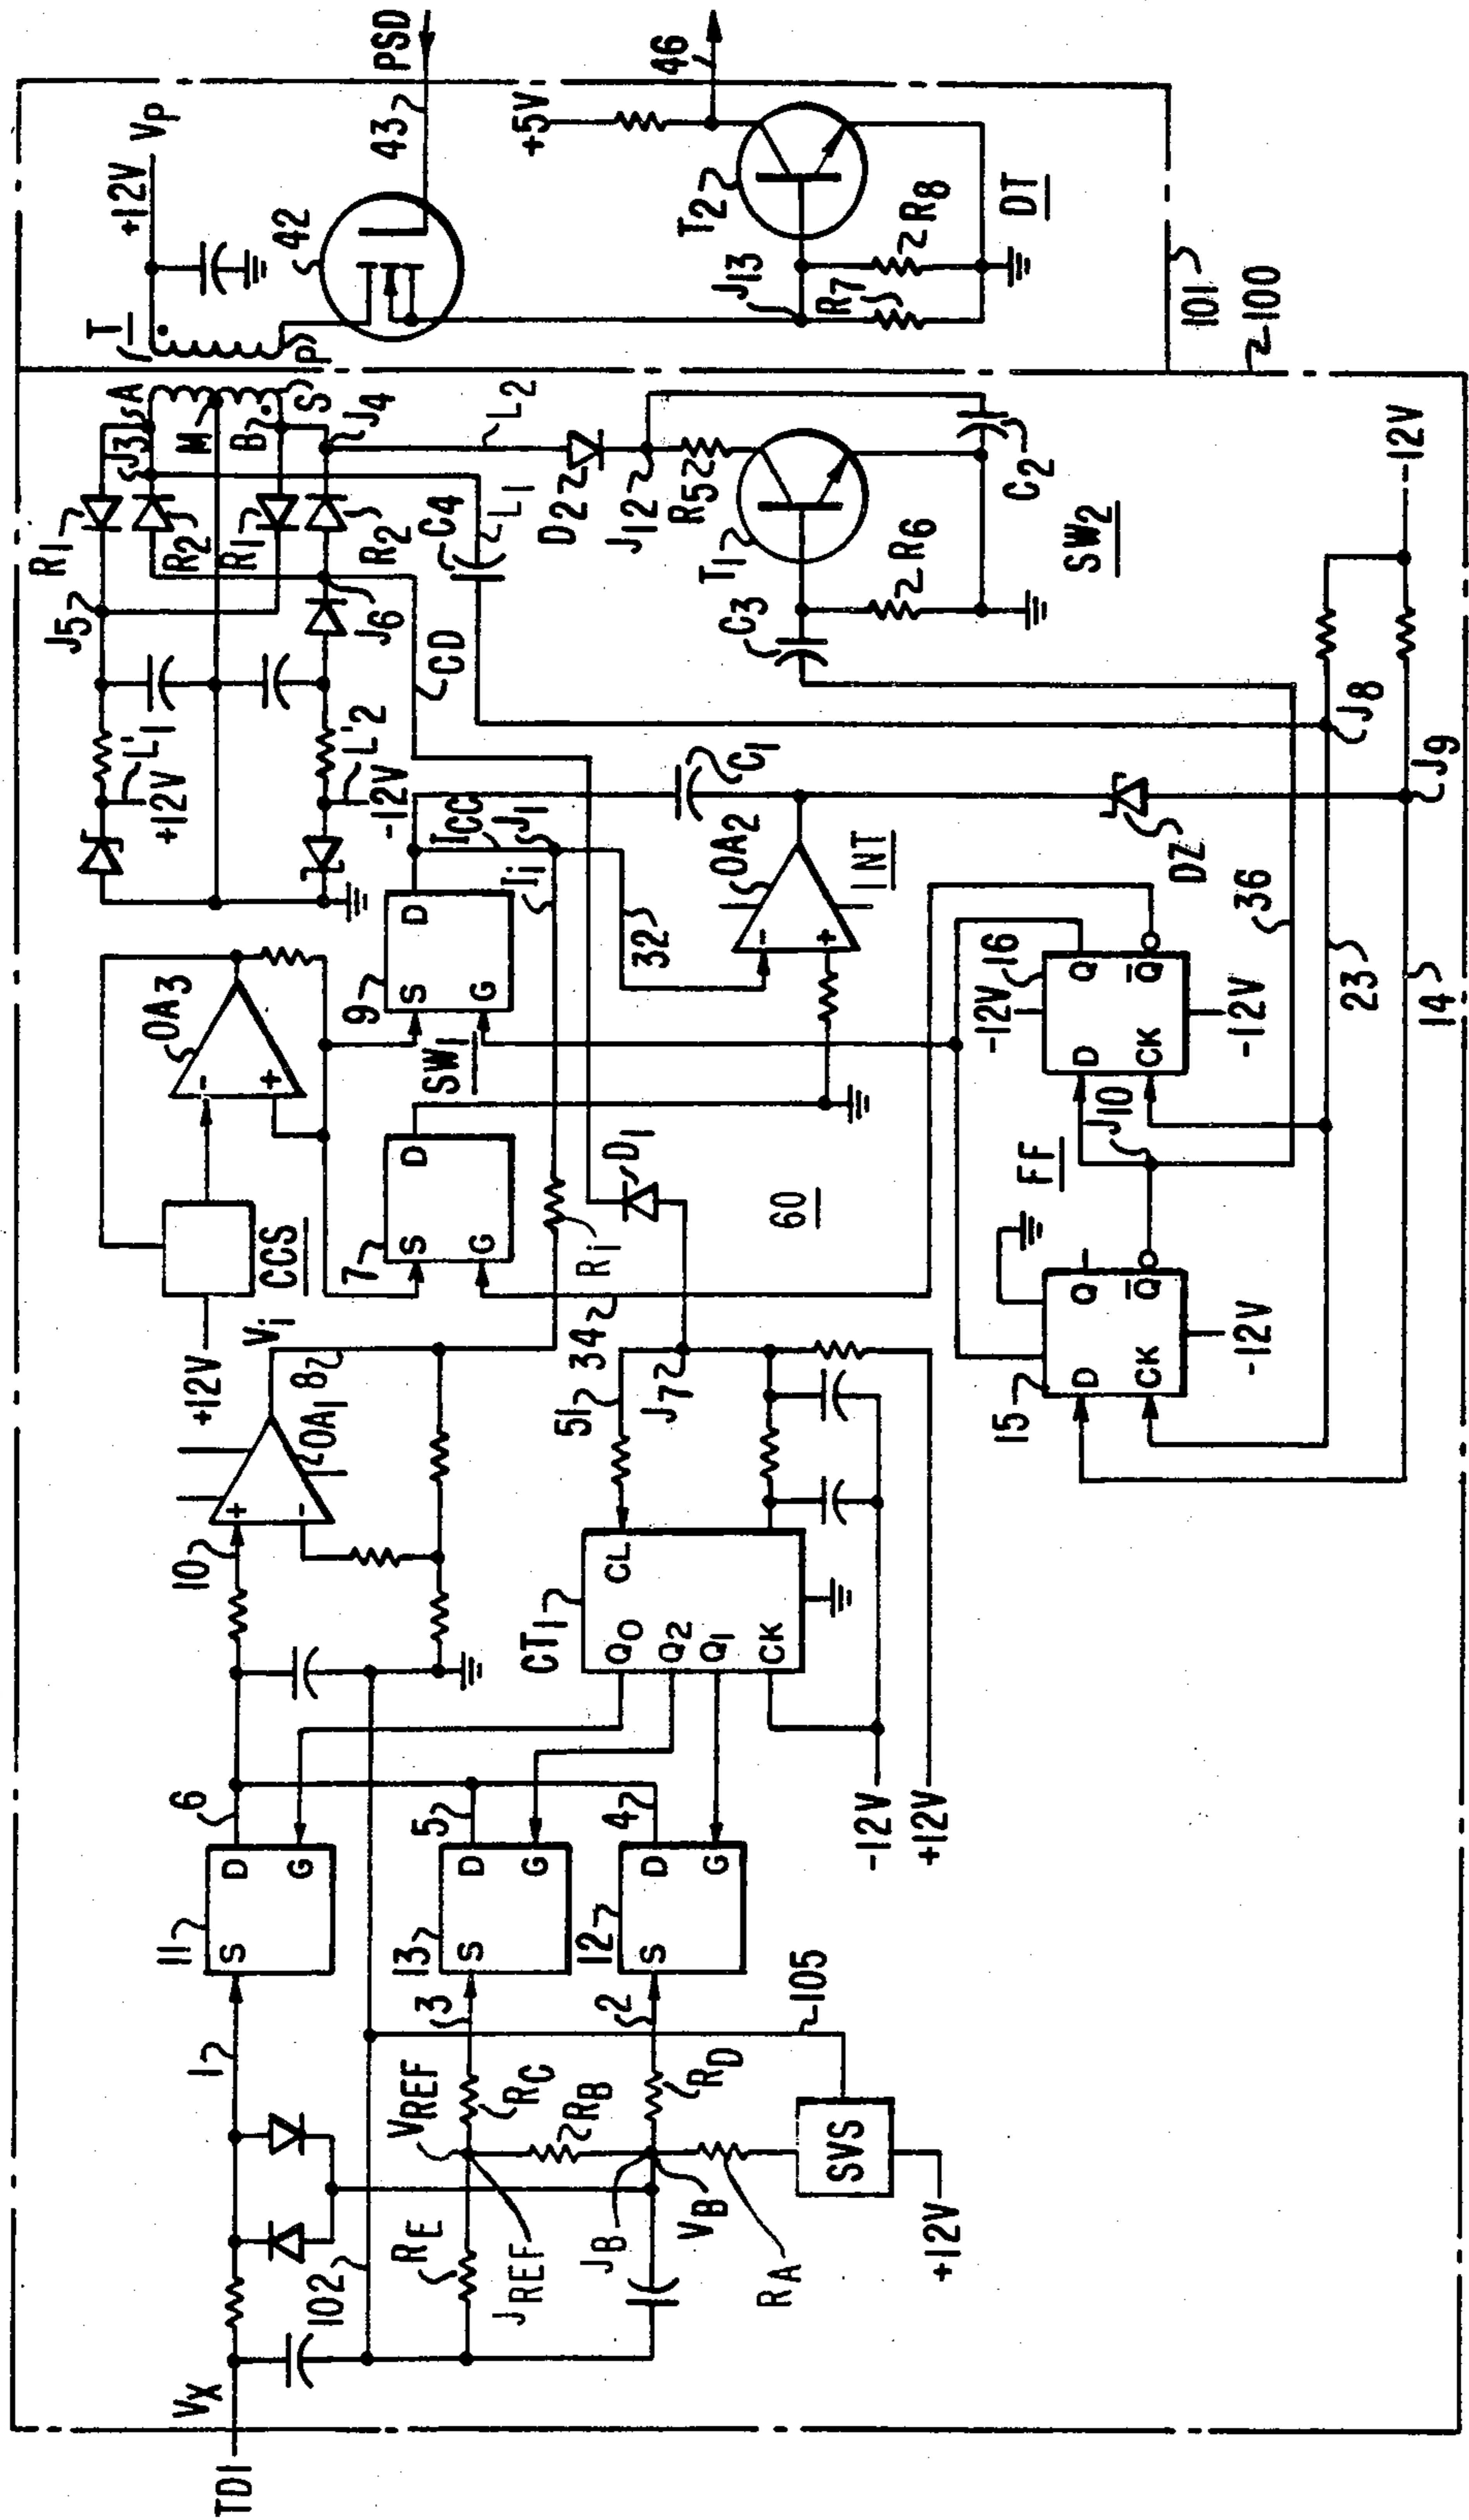 TDI
VX
102
RE
JREF
VREF
RC
RB
JB
VB
RA
RD
SVS
+12V
105
1
3
2
11
S
D
G
6
13
S
D
G
5
12
S
D
G
4
-12V
+12V
10
+
-
OA1
8
Vi
CT1
Q0
Q2
Q1
CK
CL
51
34
J7
+12V
CCS
-
+
OA3
7
S
G
D
SW1
9
S
G
D
Ri
D1
60
Ii
ICC
J1
32
OA2
-
+
INT
C1
15
D
CK
Q
Q̅
-12V
FF
J10
16
-12V
D
CK
Q
Q̅
-12V
DZ
36
23
14
J9
J8
-12V
L'1
+12V
L'2
-12V
J5
J6
CD
R1
R2
R1
R2
J3
A
M
B
S
J4
C4
L1
L2
D2
J12
R5
T1
C3
R6
C2
SW2
T
P
+12V
VP
42
43
PSD
J13
R7
R8
T2
+5V
46
DT
101
100